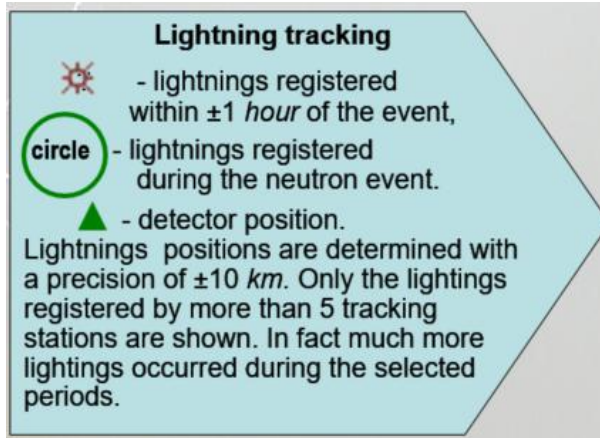 Lightning tracking
- lightnings registered
within ±1 hour of the event,
circle - lightnings registered
during the neutron event.
- detector position.
Lightnings positions are determined with
a precision of ±10 km. Only the lightings
registered by more than 5 tracking
stations are shown. In fact much more
lightings occurred during the selected
periods.